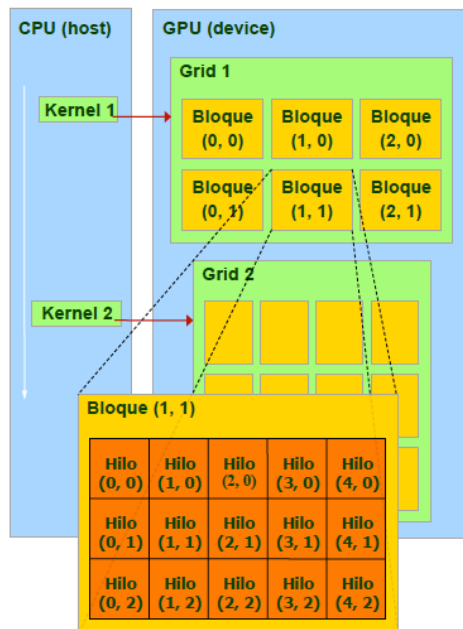 CPU (host)
GPU (device)
Grid 1
Kernel 1
Bloque
(0, 0)
Bloque
(1, 0)
Bloque
(2, 0)
Bloque
(0, 1)
Bloque
(1, 1)
Bloque
(2, 1)
Grid 2
Kernel 2
Bloque (1, 1)
Hilo
(0, 0)
Hilo
(1, 0)
Hilo
(2, 0)
Hilo
(3, 0)
Hilo
(4, 0)
Hilo
(0, 1)
Hilo
(1, 1)
Hilo
(2, 1)
Hilo
(3, 1)
Hilo
(4, 1)
Hilo
(0, 2)
Hilo
(1, 2)
Hilo
(2, 2)
Hilo
(3, 2)
Hilo
(4, 2)